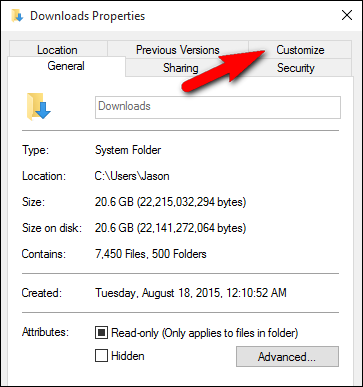 Downloads Properties
Location Previous Versions Customize
General Sharing Security
Downloads
Type: System Folder
Location: C:\Users\Jason
Size: 20.6 GB (22,215,032,294 bytes)
Size on disk: 20.6 GB (22,141,272,064 bytes)
Contains: 7,450 Files, 500 Folders
Created: Tuesday, August 18, 2015, 12:10:52 AM
Attributes: Read-only (Only applies to files in folder)
Hidden Advanced...